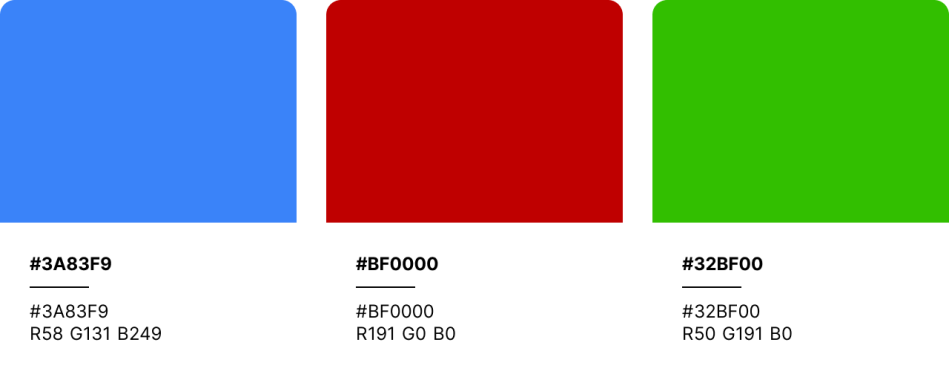 #3A83F9
#3A83F9
R58 G131 B249
#BF0000
#BF0000
R191 G0 B0
#32BF00
#32BF00
R50 G191 B0